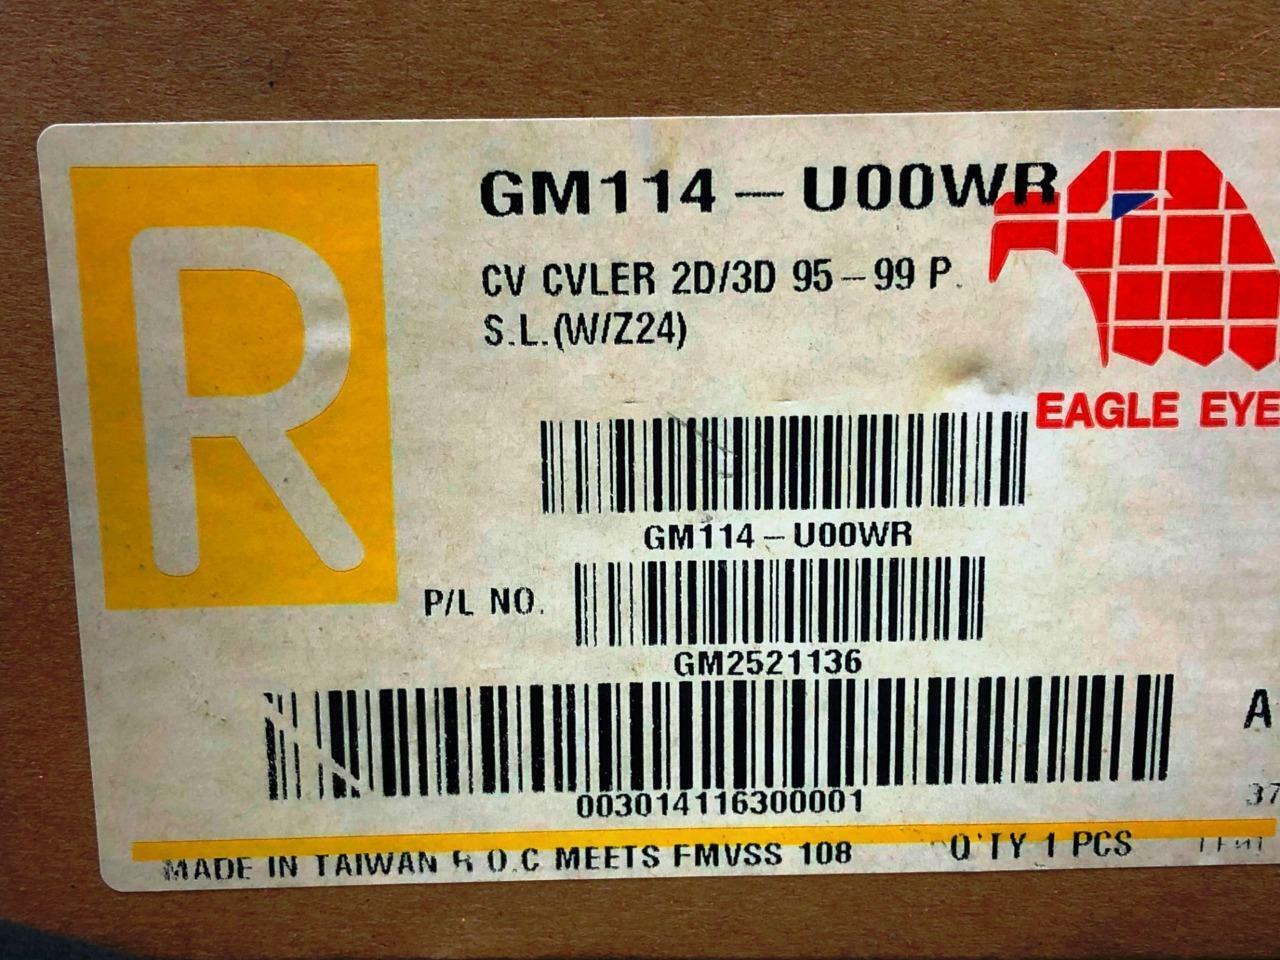 R
GM114-U00WR
CV CVLER 2D/3D 95-99 P.
S.L.(W/Z24)
EAGLE EYE
GM114-U00WR
P/L NO.
GM2521136
A
003014116300001
37
MADE IN TAIWAN R.O.C MEETS FMVSS 108
Q'TY 1 PCS